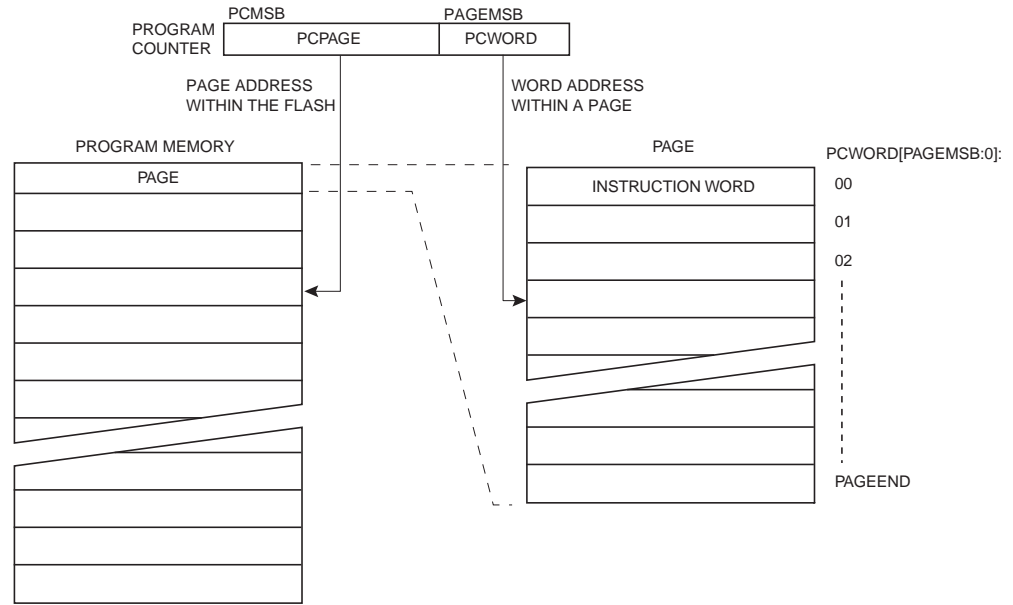 PCMSB
PAGEMSB
PROGRAM
COUNTER
PCPAGE
PCWORD
PAGE ADDRESS
WITHIN THE FLASH
WORD ADDRESS
WITHIN A PAGE
PROGRAM MEMORY
PAGE
PAGE
INSTRUCTION WORD
PCWORD[PAGEMSB:0]:
00
01
02
PAGEEND